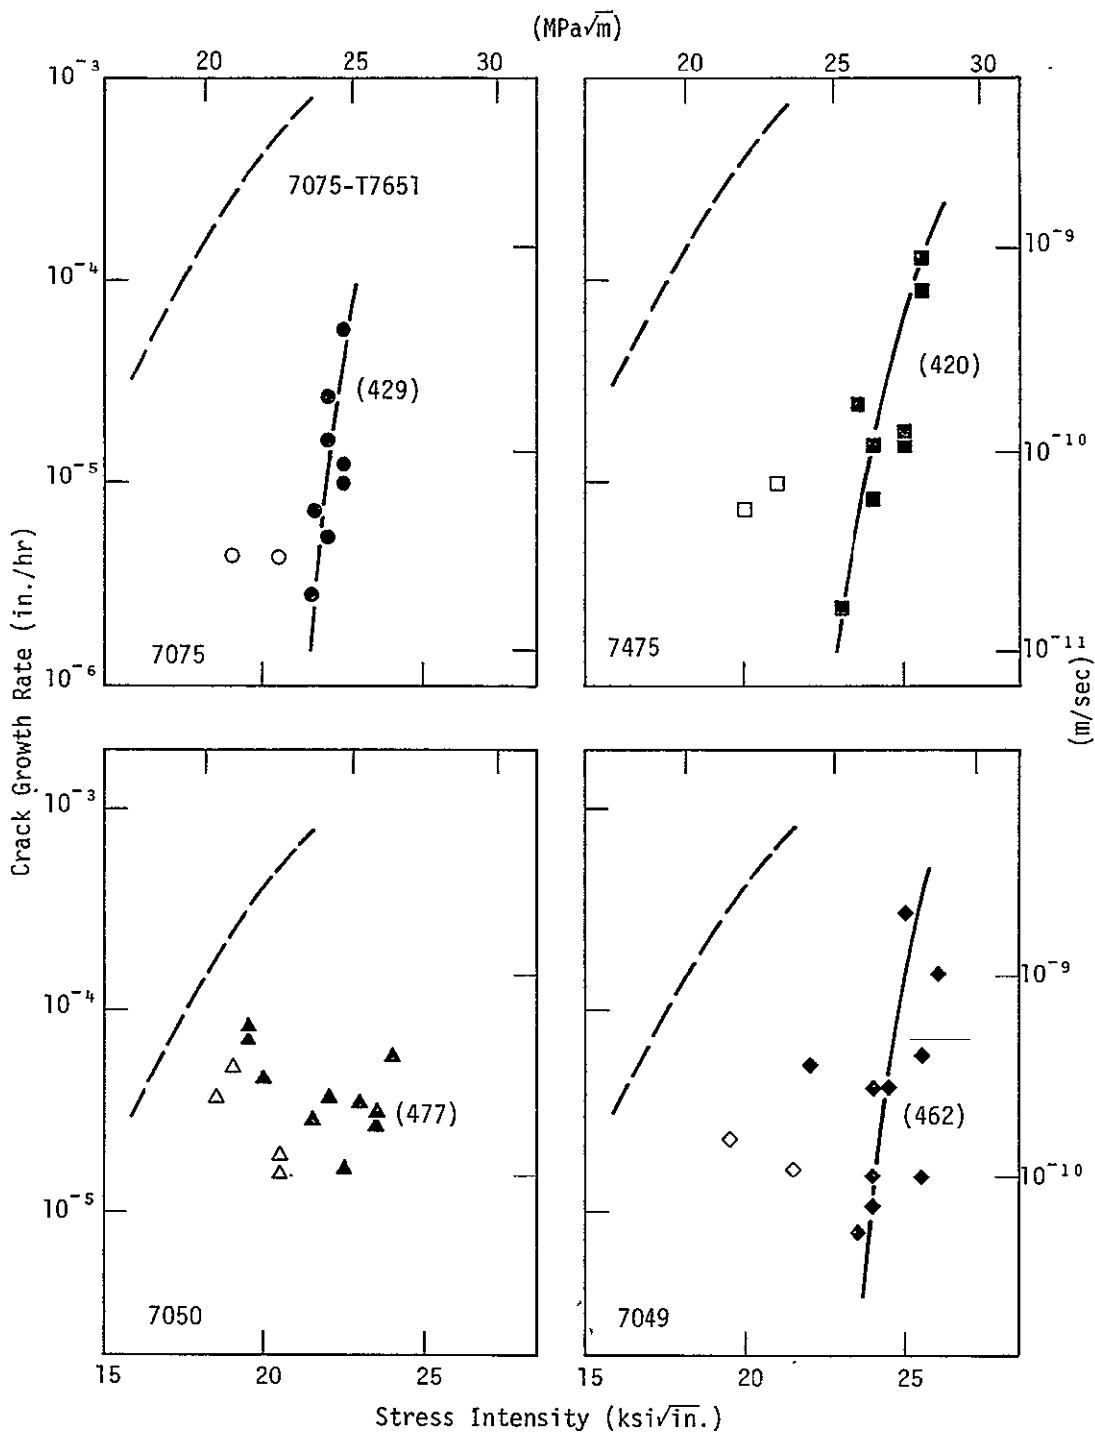 (MPa√m)
20 25 30
20 25 30
10⁻³
7075-T7651
10⁻⁴
10⁻⁹
(429)
(420)
10⁻¹⁰
10⁻⁵
7075
7475
10⁻¹¹
10⁻⁶
Crack Growth Rate (in./hr)
(m/sec)
10⁻³
10⁻⁴
10⁻⁹
(477)
(462)
10⁻¹⁰
10⁻⁵
7050
7049
15 20 25
15 20 25
Stress Intensity (ksi√in.)